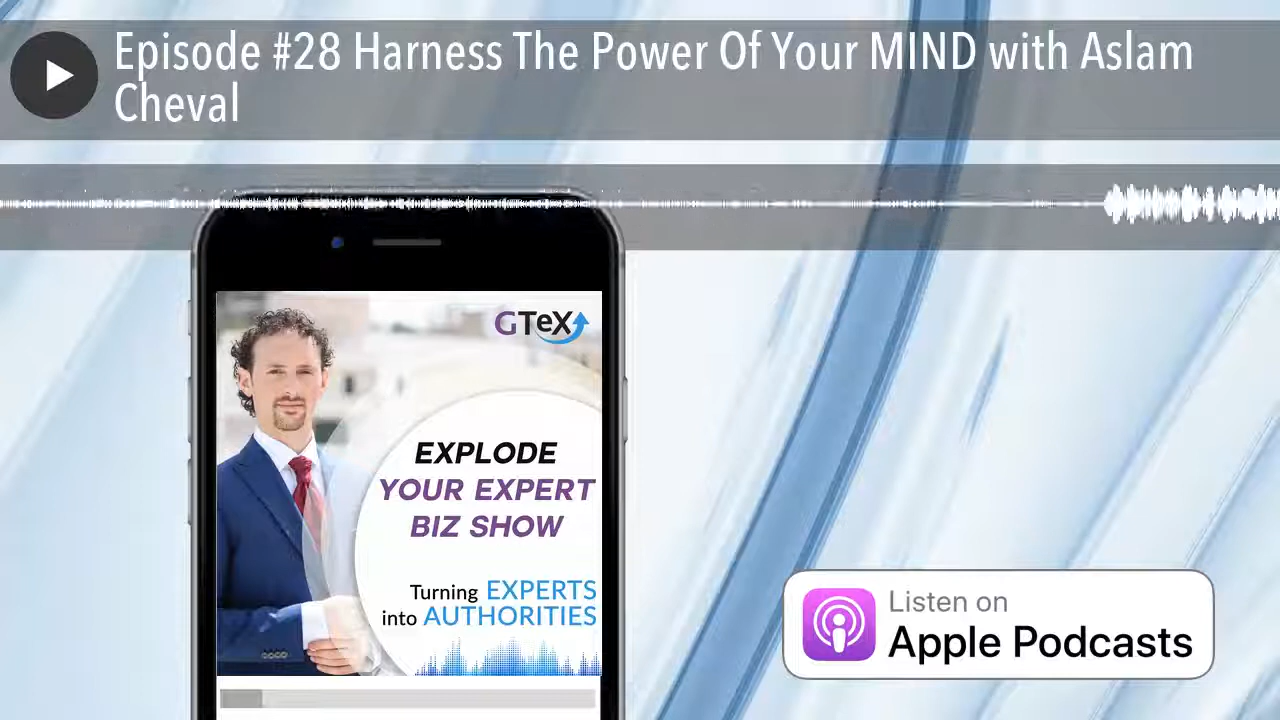 Episode #28 Harness The Power Of Your MIND with Aslam
Cheval
GTeX
EXPLODE
YOUR EXPERT
BIZ SHOW
Turning EXPERTS
into AUTHORITIES
Listen on
Apple Podcasts